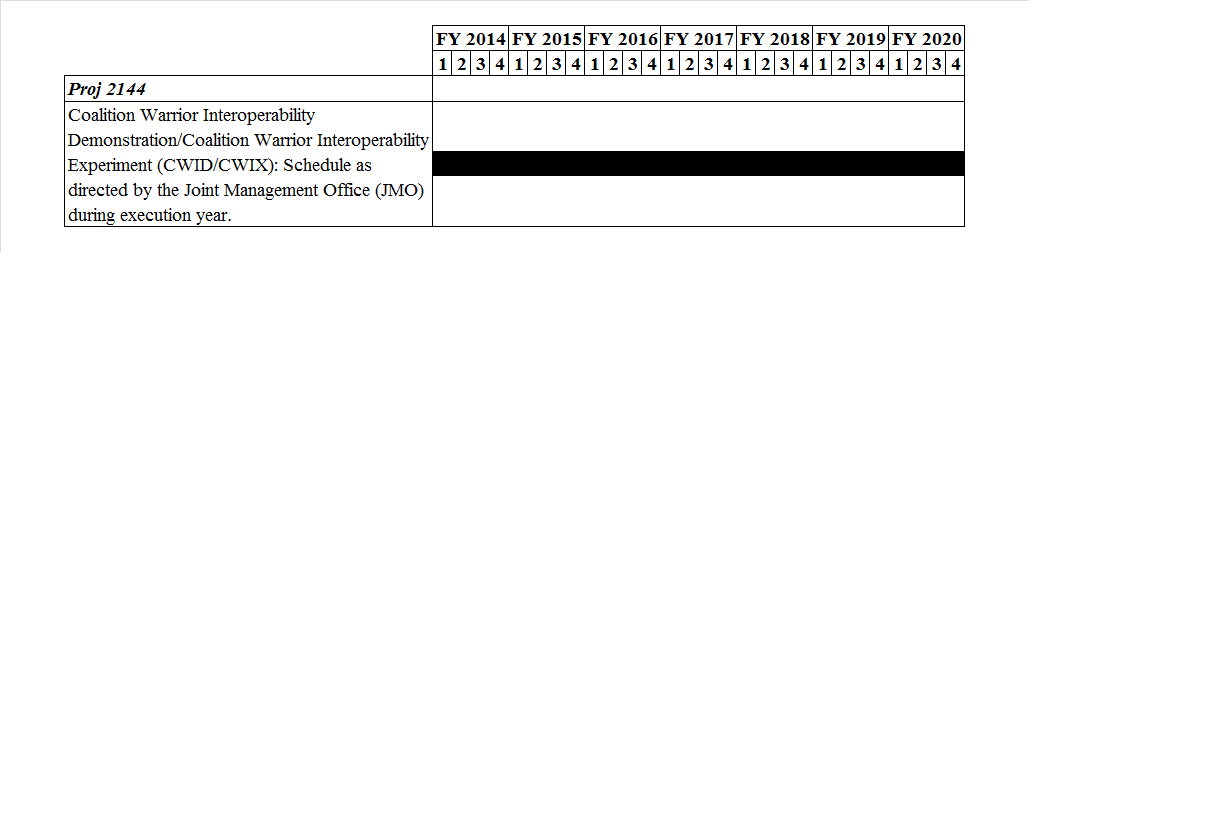 FY 2014 FY 2015 FY 2016 FY 2017 FY 2018 FY 2019 FY 2020
1 2 3 4 1 2 3 4 1 2 3 4 1 2 3 4 1 2 3 4 1 2 3 4 1 2 3 4
Proj 2144
Coalition Warrior Interoperability
Demonstration/Coalition Warrior Interoperability
Experiment (CWID/CWIX): Schedule as
directed by the Joint Management Office (JMO)
during execution year.